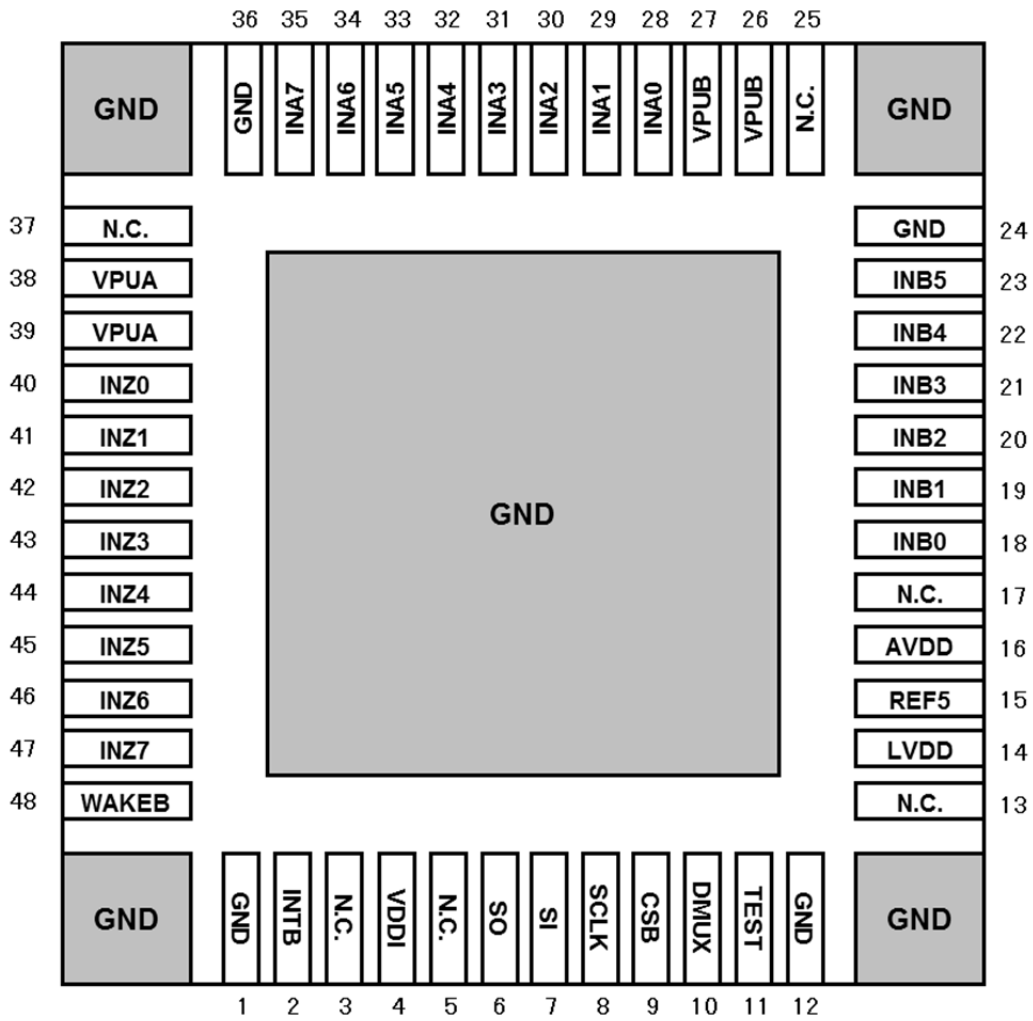 36 35 34 33 32 31 30 29 28 27 26 25
GND GND INA7 INA6 INA5 INA4 INA3 INA2 INA1 INA0 VPUB VPUB N.C. GND
37 N.C. GND 24
38 VPUA INB5 23
39 VPUA INB4 22
40 INZ0 INB3 21
41 INZ1 INB2 20
42 INZ2 INB1 19
GND
43 INZ3 INB0 18
44 INZ4 N.C. 17
45 INZ5 AVDD 16
46 INZ6 REF5 15
47 INZ7 LVDD 14
48 WAKEB N.C. 13
GND GND INTB N.C. VDDI N.C. SO SI SCLK CSB DMUX TEST GND GND
1 2 3 4 5 6 7 8 9 10 11 12